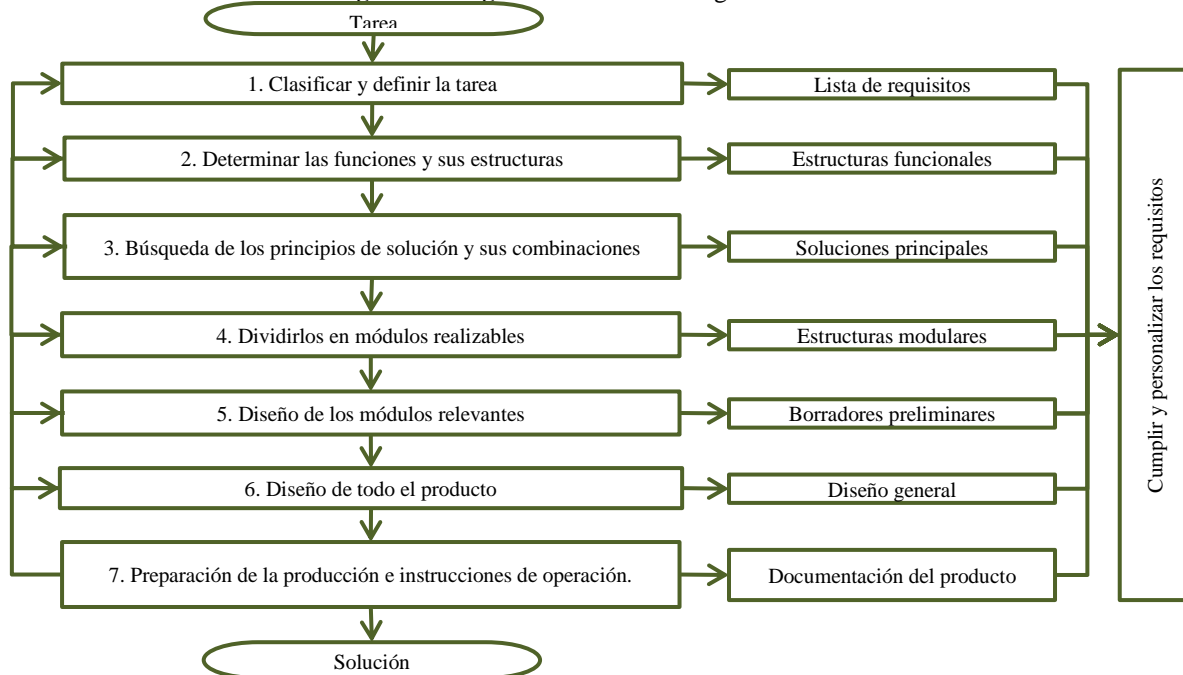 Tarea
1. Clasificar y definir la tarea
Lista de requisitos
2. Determinar las funciones y sus estructuras
Estructuras funcionales
3. Búsqueda de los principios de solución y sus combinaciones
Soluciones principales
4. Dividirlos en módulos realizables
Estructuras modulares
5. Diseño de los módulos relevantes
Borradores preliminares
6. Diseño de todo el producto
Diseño general
7. Preparación de la producción e instrucciones de operación.
Documentación del producto
Solución
Cumplir y personalizar los requisitos